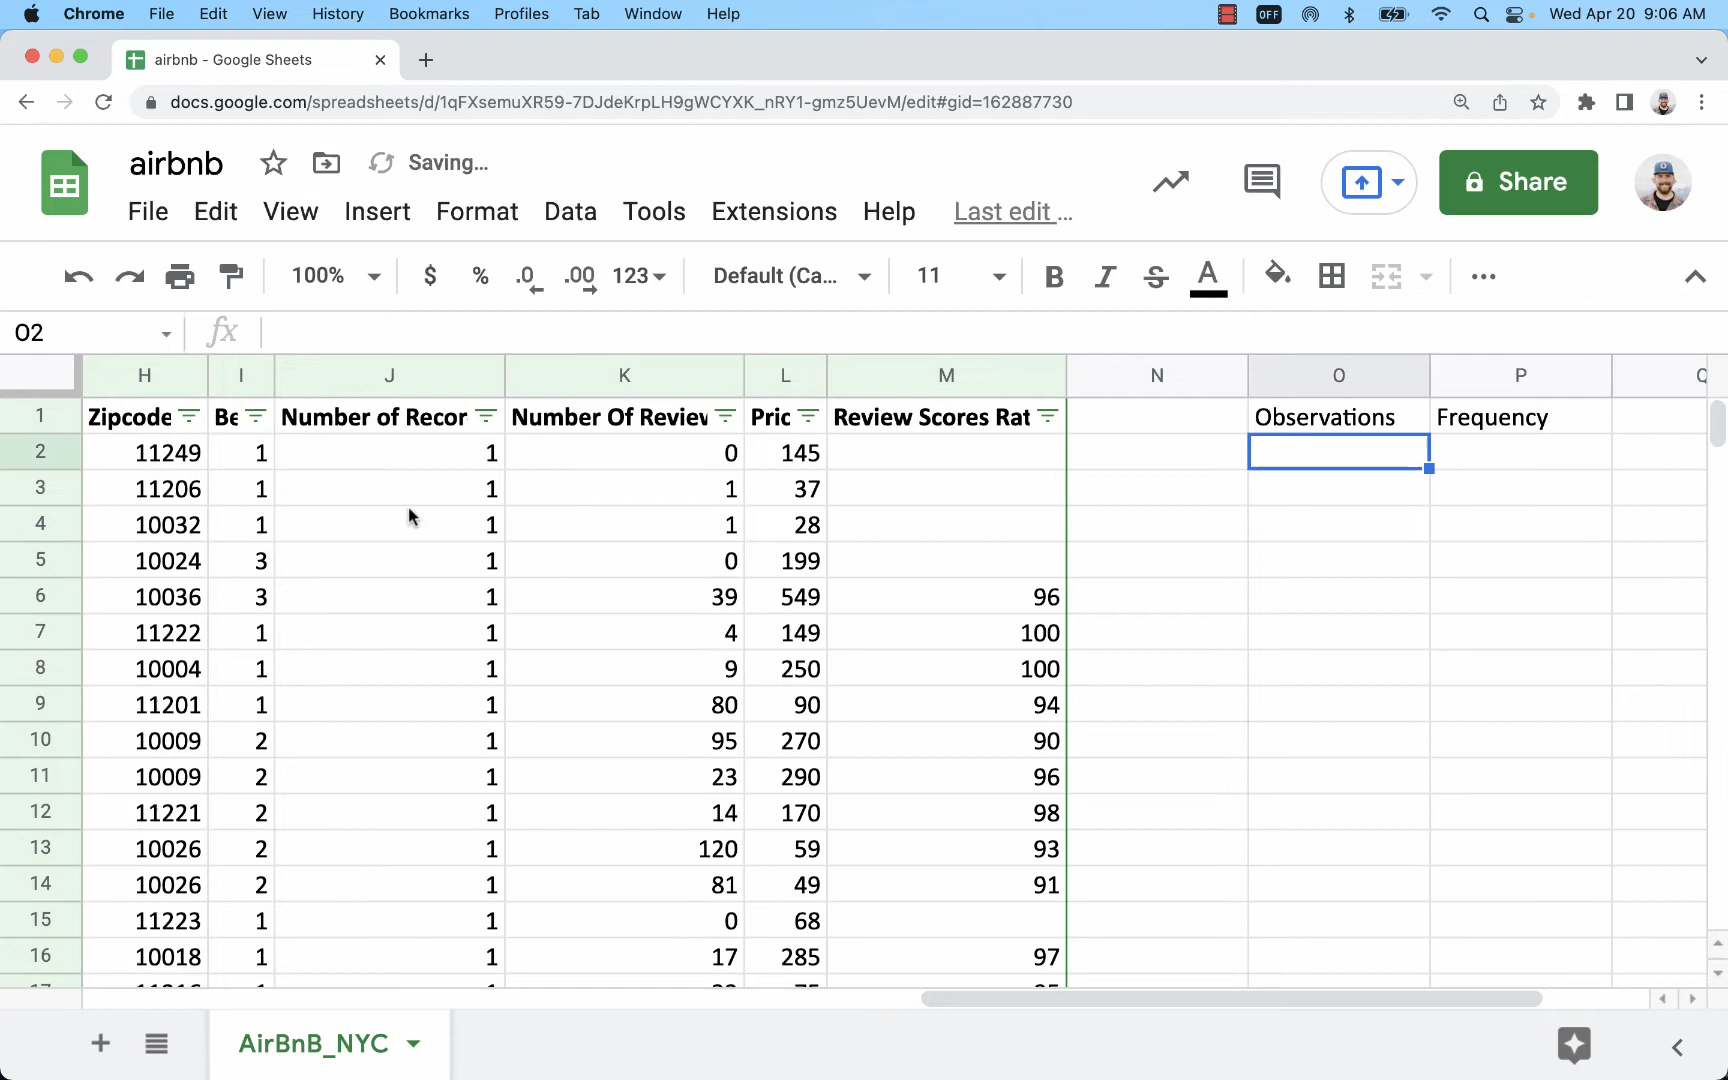 Chrome File Edit View History Bookmarks Profiles Tab Window Help OFF Wed Apr 20 9:06 AM
airbnb - Google Sheets
docs.google.com/spreadsheets/d/1qFXsemuXR59-7DJdeKrpLH9gWCYXK_nRY1-gmz5UevM/edit#gid=162887730
airbnb Saving...
Share
File Edit View Insert Format Data Tools Extensions Help Last edit ...
100% $ % .0 .00 123 Default (Ca... 11 B I S A
O2 fx
H I J K L M N O P
1 Zipcode Be Number of Recor Number Of Review Pric Review Scores Rat Observations Frequency
2 11249 1 1 0 145
3 11206 1 1 1 37
4 10032 1 1 1 28
5 10024 3 1 0 199
6 10036 3 1 39 549 96
7 11222 1 1 4 149 100
8 10004 1 1 9 250 100
9 11201 1 1 80 90 94
10 10009 2 1 95 270 90
11 10009 2 1 23 290 96
12 11221 2 1 14 170 98
13 10026 2 1 120 59 93
14 10026 2 1 81 49 91
15 11223 1 1 0 68
16 10018 1 1 17 285 97
AirBnB_NYC